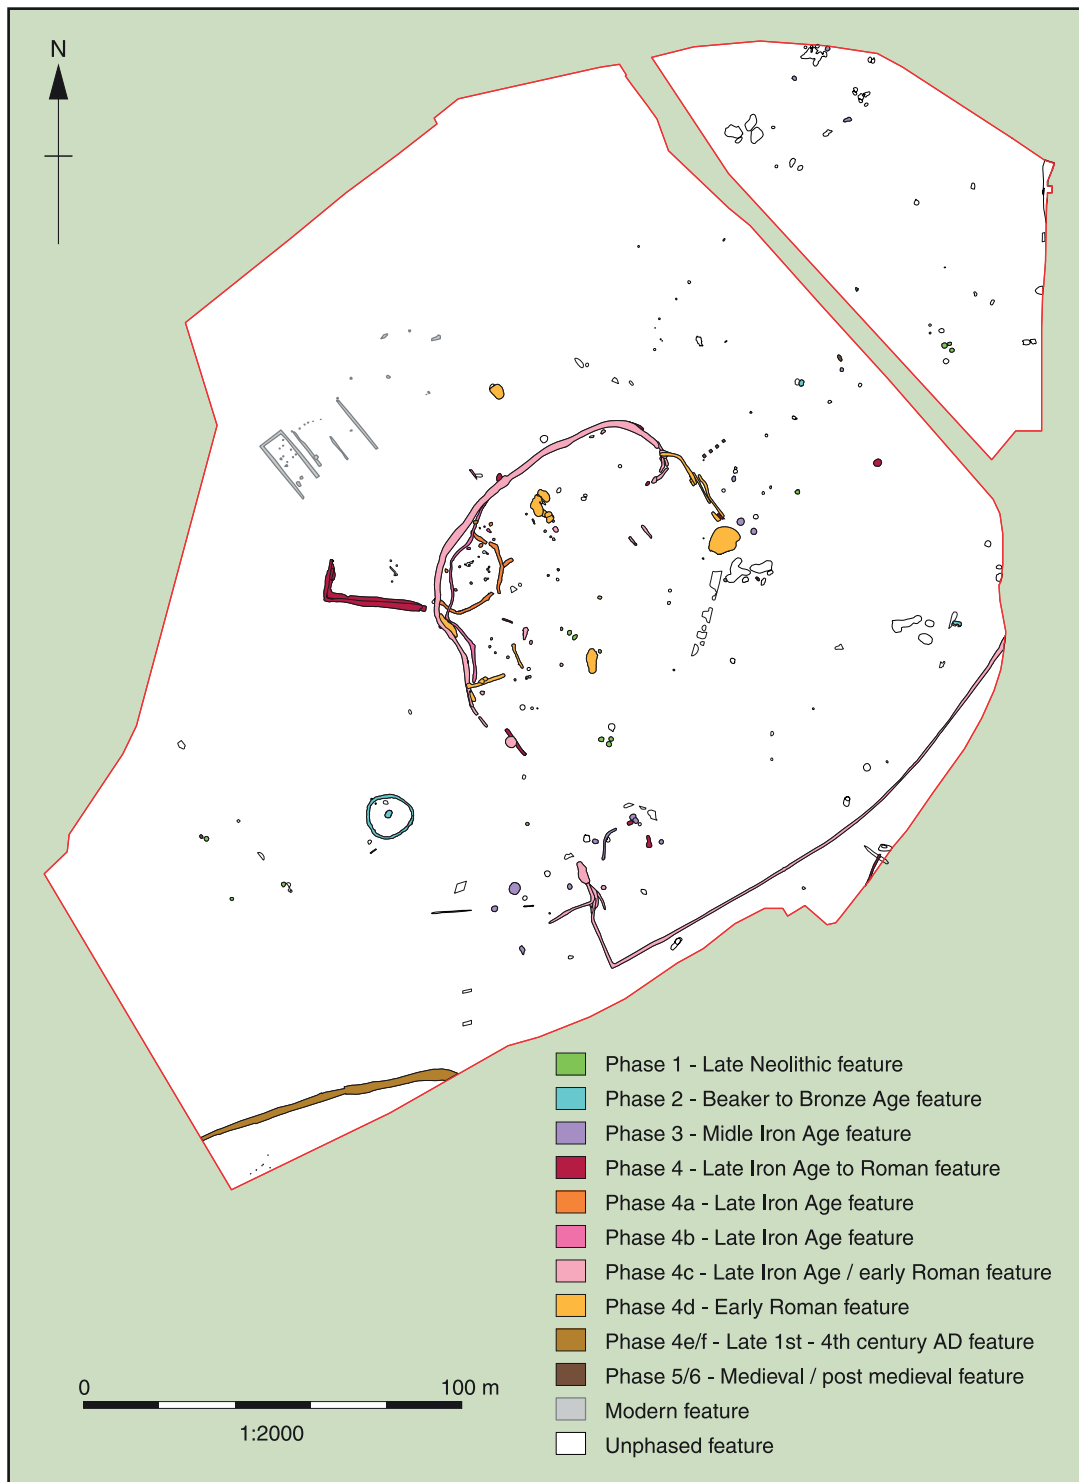 N
Phase 1 - Late Neolithic feature
Phase 2 - Beaker to Bronze Age feature
Phase 3 - Midle Iron Age feature
Phase 4 - Late Iron Age to Roman feature
Phase 4a - Late Iron Age feature
Phase 4b - Late Iron Age feature
Phase 4c - Late Iron Age / early Roman feature
Phase 4d - Early Roman feature
Phase 4e/f - Late 1st - 4th century AD feature
Phase 5/6 - Medieval / post medieval feature
Modern feature
Unphased feature
0 100 m
1:2000